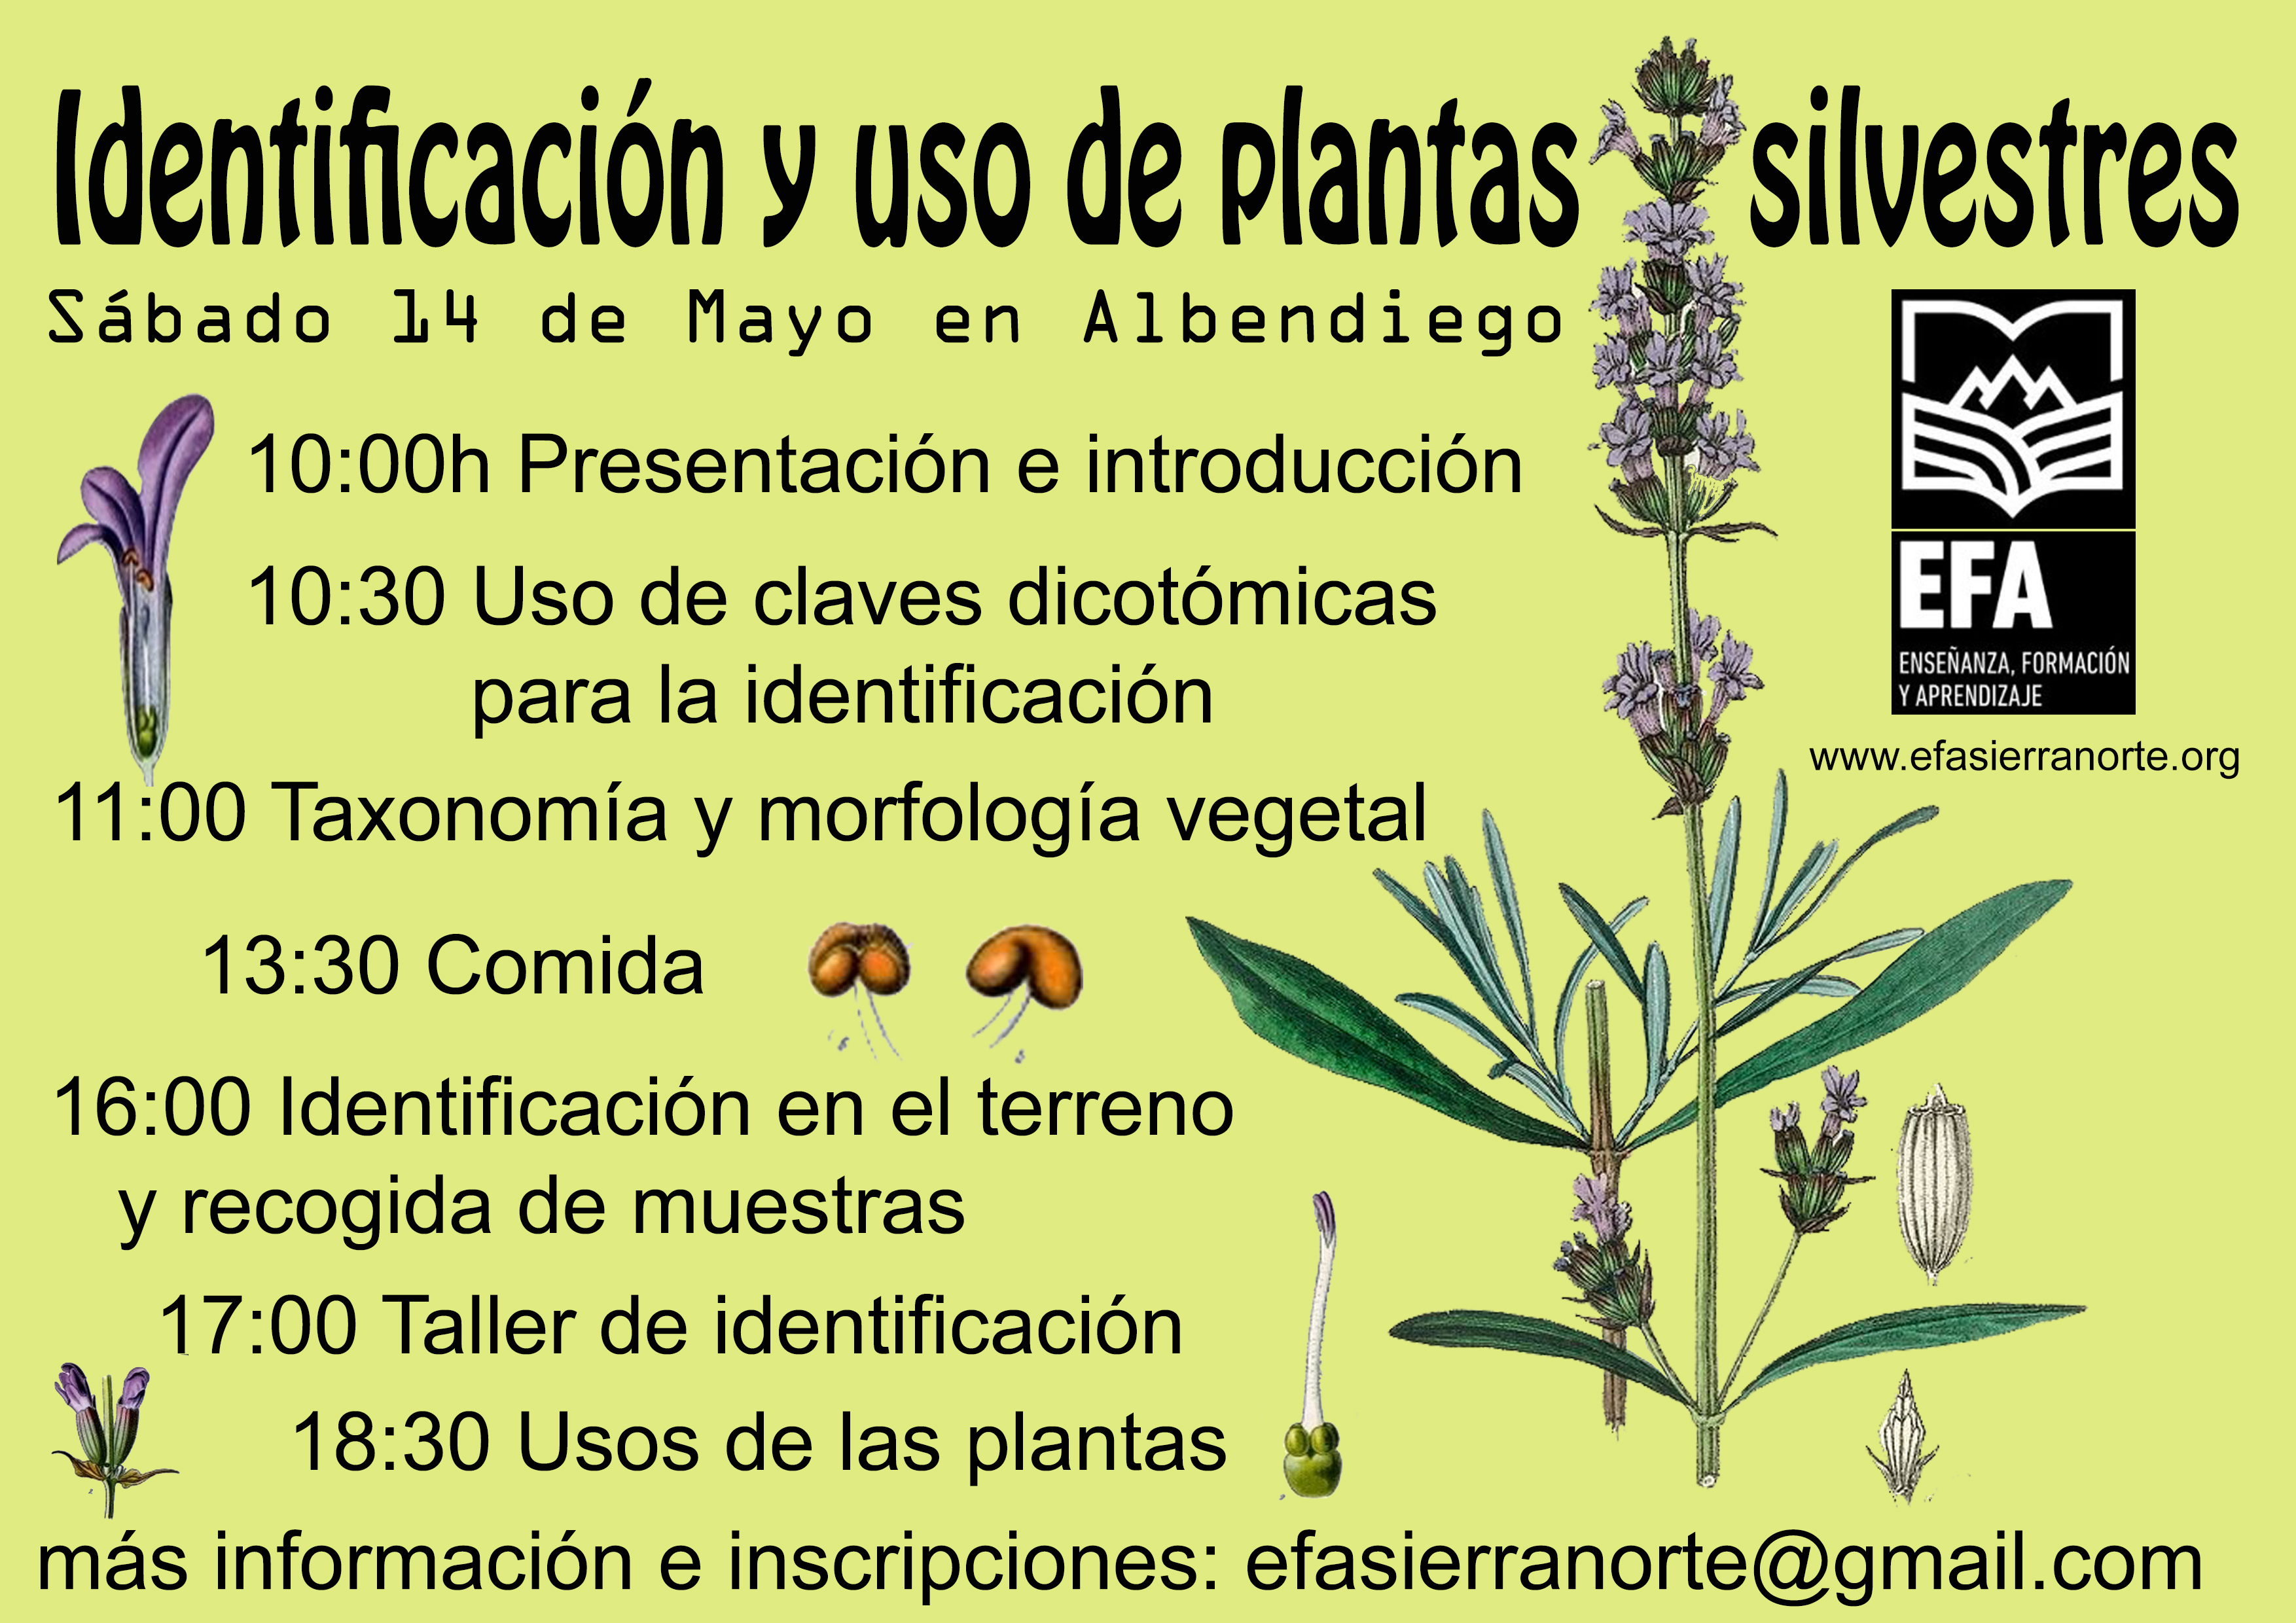 Identificación y uso de plantas silvestres
Sábado 14 de Mayo en Albendiego
10:00h Presentación e introducción
10:30 Uso de claves dicotómicas
para la identificación
11:00 Taxonomía y morfología vegetal
13:30 Comida
16:00 Identificación en el terreno
y recogida de muestras
17:00 Taller de identificación
18:30 Usos de las plantas
más información e inscripciones: efasierranorte@gmail.com
EFA
ENSEÑANZA, FORMACIÓN
Y APRENDIZAJE
www.efasierranorte.org